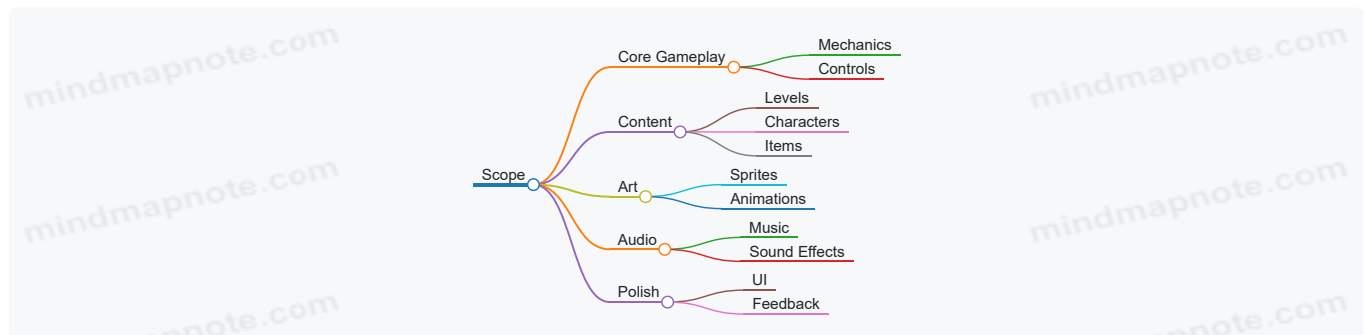 mindmapnote.com
mindmapnote.com
Mechanics
Core Gameplay
Controls
Levels
Content
Characters
Items
mindmapnote.com
mindmapnote.com
Scope
Sprites
Art
Animations
Music
Audio
Sound Effects
UI
Polish
Feedback
mindmapnote.com
mindmapnote.com